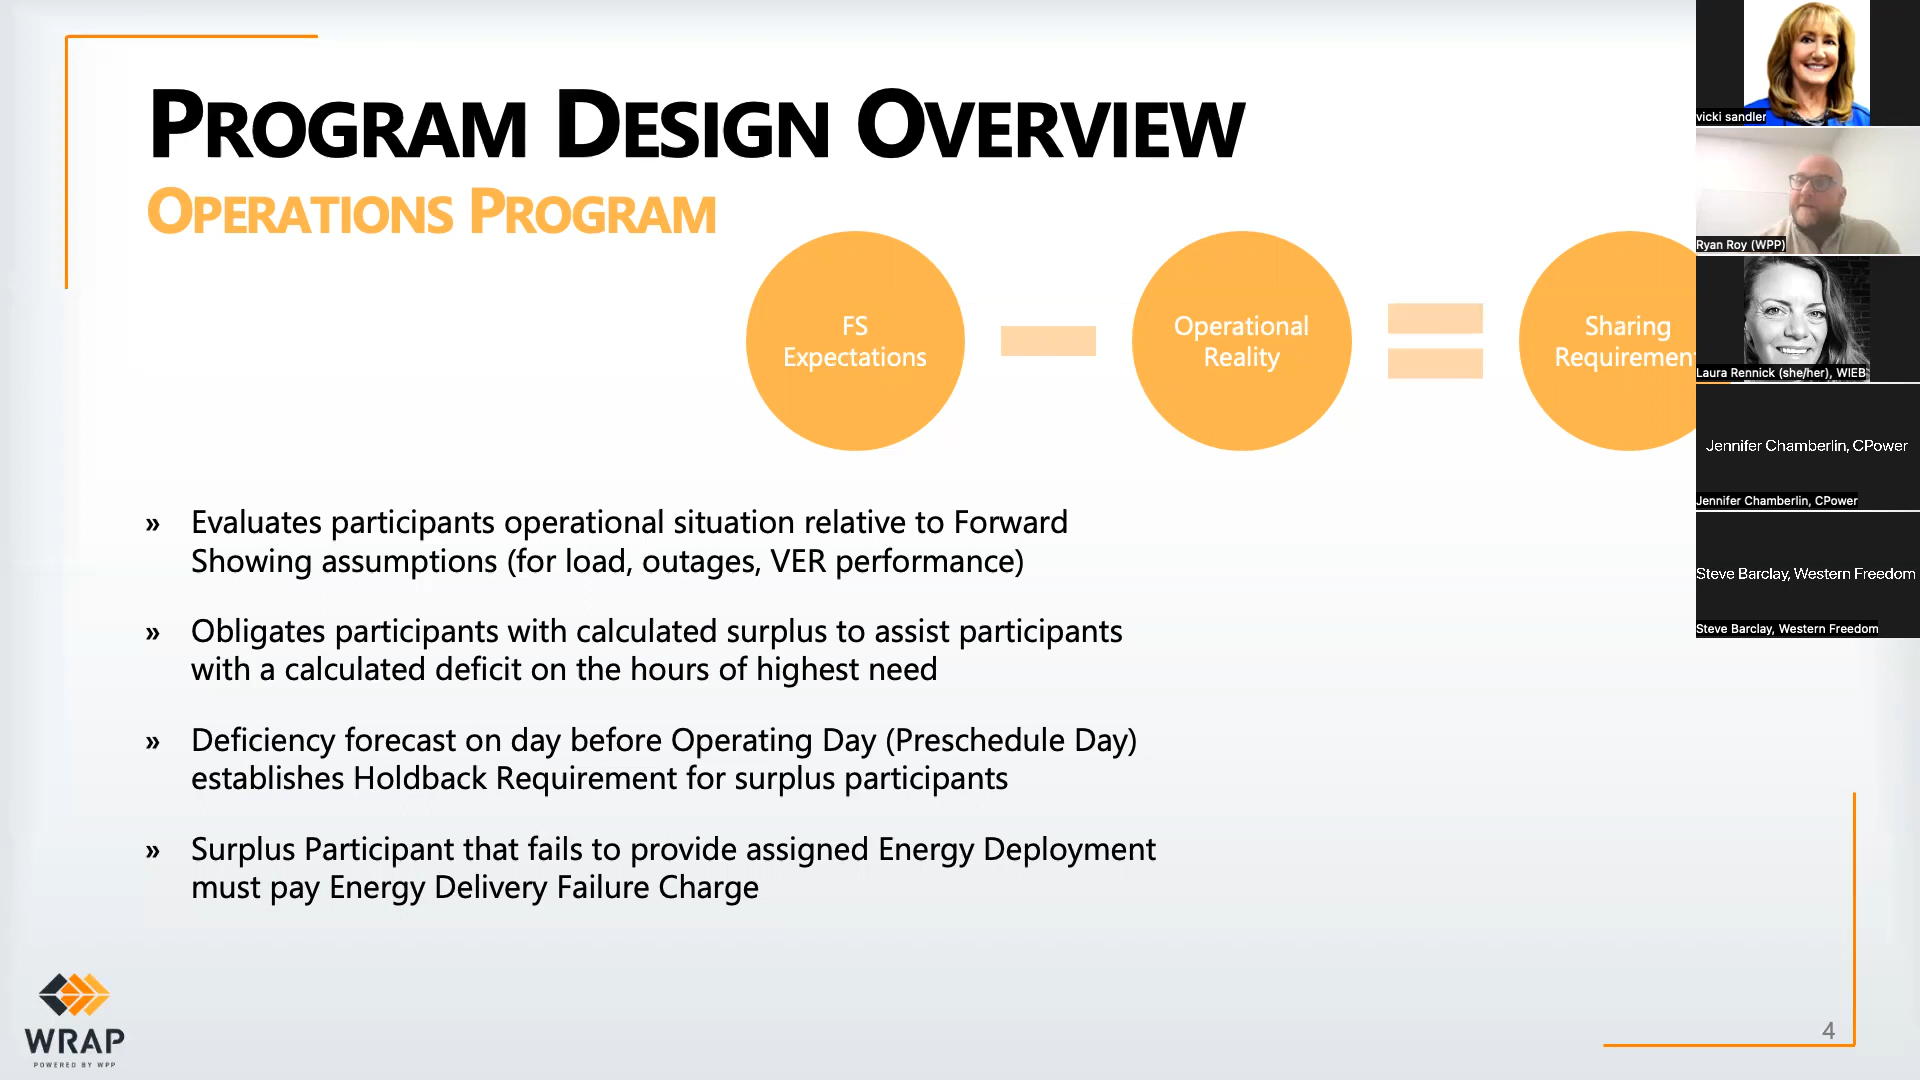 PROGRAM DESIGN OVERVIEW
OPERATIONS PROGRAM
FS
Expectations
Operational
Reality
Sharing
Requirement
» Evaluates participants operational situation relative to Forward
Showing assumptions (for load, outages, VER performance)
» Obligates participants with calculated surplus to assist participants
with a calculated deficit on the hours of highest need
» Deficiency forecast on day before Operating Day (Preschedule Day)
establishes Holdback Requirement for surplus participants
» Surplus Participant that fails to provide assigned Energy Deployment
must pay Energy Delivery Failure Charge
WRAP
POWERED BY WPP
4
vicki sandler
Ryan Roy (WPP)
Laura Rennick (she/her), WIEB
Jennifer Chamberlin, CPower
Jennifer Chamberlin, CPower
Steve Barclay, Western Freedom
Steve Barclay, Western Freedom